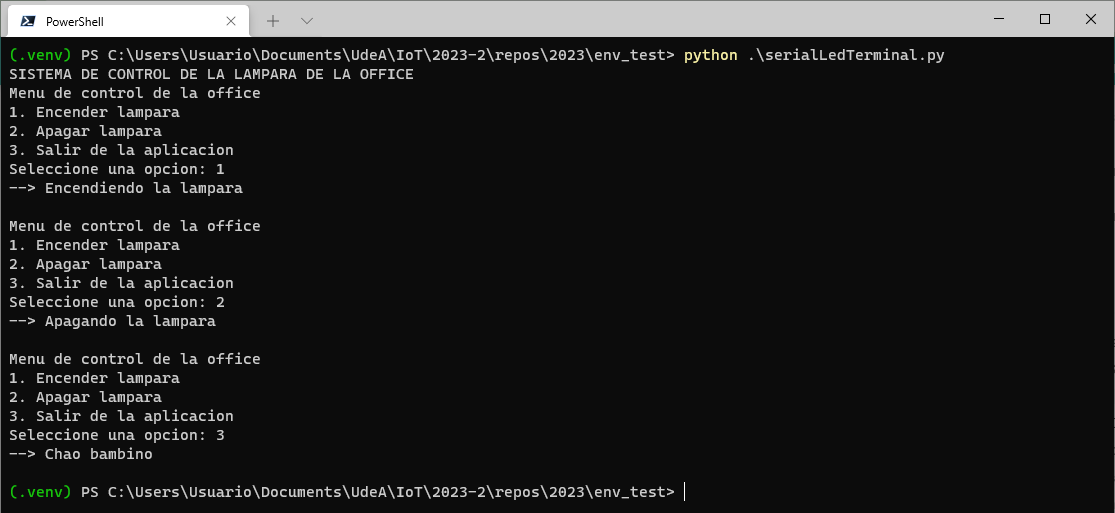 PowerShell
(.venv) PS C:\Users\Usuario\Documents\UdeA\IoT\2023-2\repos\2023\env_test> python .\serialLedTerminal.py
SISTEMA DE CONTROL DE LA LAMPARA DE LA OFFICE
Menu de control de la office
1. Encender lampara
2. Apagar lampara
3. Salir de la aplicacion
Seleccione una opcion: 1
--> Encendiendo la lampara
Menu de control de la office
1. Encender lampara
2. Apagar lampara
3. Salir de la aplicacion
Seleccione una opcion: 2
--> Apagando la lampara
Menu de control de la office
1. Encender lampara
2. Apagar lampara
3. Salir de la aplicacion
Seleccione una opcion: 3
--> Chao bambino
(.venv) PS C:\Users\Usuario\Documents\UdeA\IoT\2023-2\repos\2023\env_test>